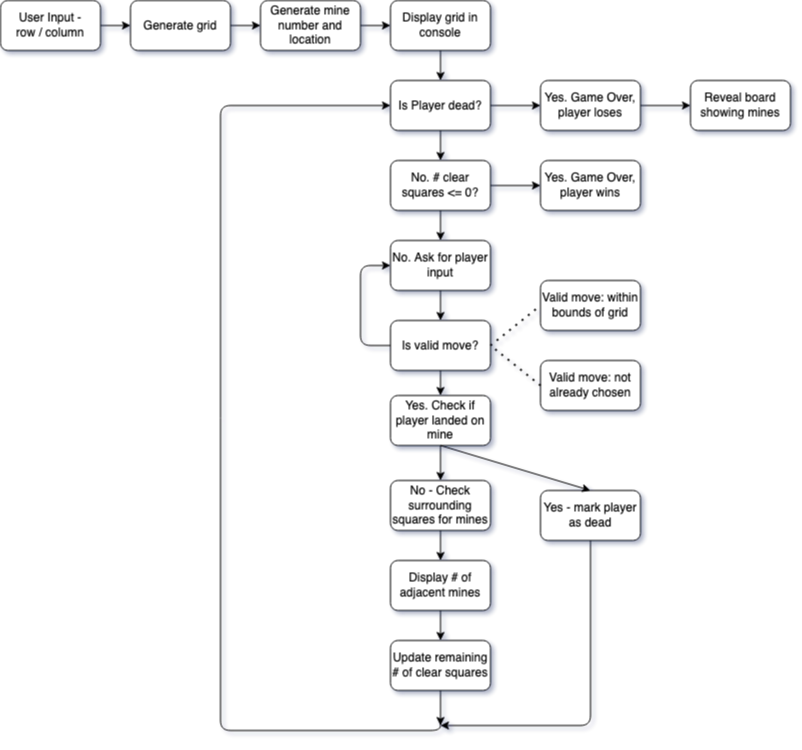 User Input -
row / column
Generate grid
Generate mine
number and
location
Display grid in
console
Is Player dead?
Yes. Game Over,
player loses
Reveal board
showing mines
No. # clear
squares <= 0?
Yes. Game Over,
player wins
No. Ask for player
input
Valid move: within
bounds of grid
Is valid move?
Valid move: not
already chosen
Yes. Check if
player landed on
mine
No - Check
surrounding
squares for mines
Yes - mark player
as dead
Display # of
adjacent mines
Update remaining
# of clear squares